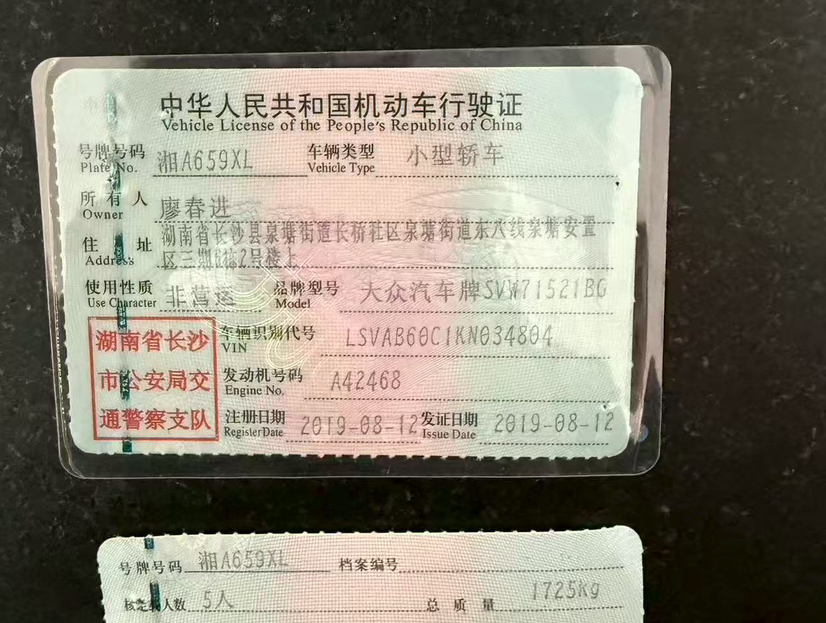 中华人民共和国机动车行驶证
Vehicle License of the People's Republic of China
号牌号码 湘A659XL 车辆类型 小型轿车
Plate No. Vehicle Type
所有人 廖春进
Owner
住址 湖南省长沙县泉塘街道长桥社区泉塘街道东六线泉塘安置
Address 区三期6栋2号楼上
使用性质 非营运 品牌型号 大众汽车牌SVW71521BG
Use Character Model
湖南省长沙
市公安局交
通警察支队
车辆识别代号 LSVAB60C1KN034804
VIN
发动机号码 A42468
Engine No.
注册日期 2019-08-12 发证日期 2019-08-12
Register Date Issue Date
号牌号码 湘A659XL 档案编号
核定载人数 5人 总质量 1725kg